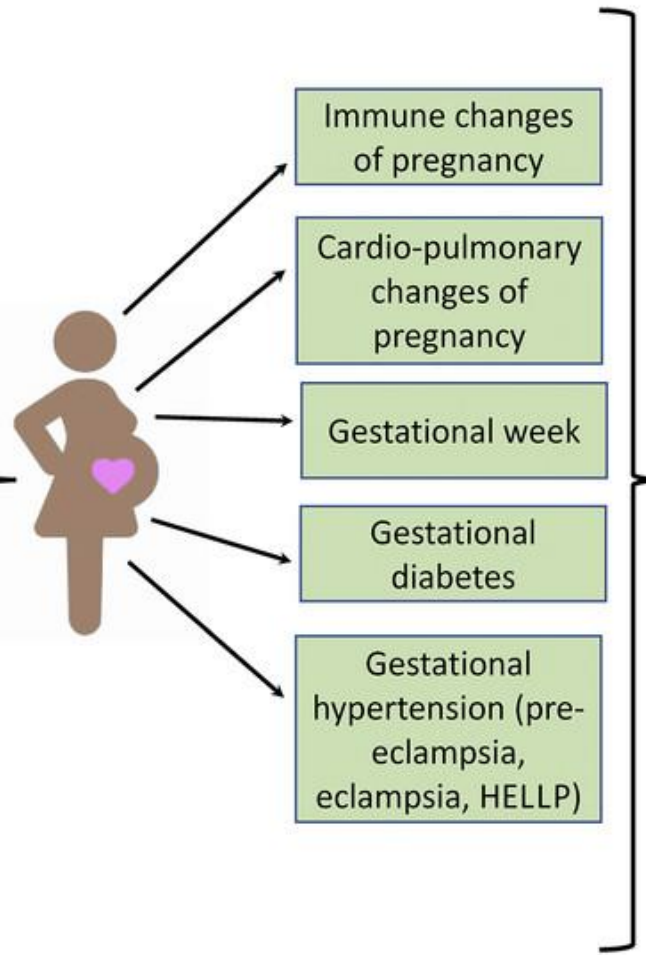 Immune changes
of pregnancy
Cardio-pulmonary
changes of
pregnancy
Gestational week
Gestational
diabetes
Gestational
hypertension (pre-
eclampsia,
eclampsia, HELLP)